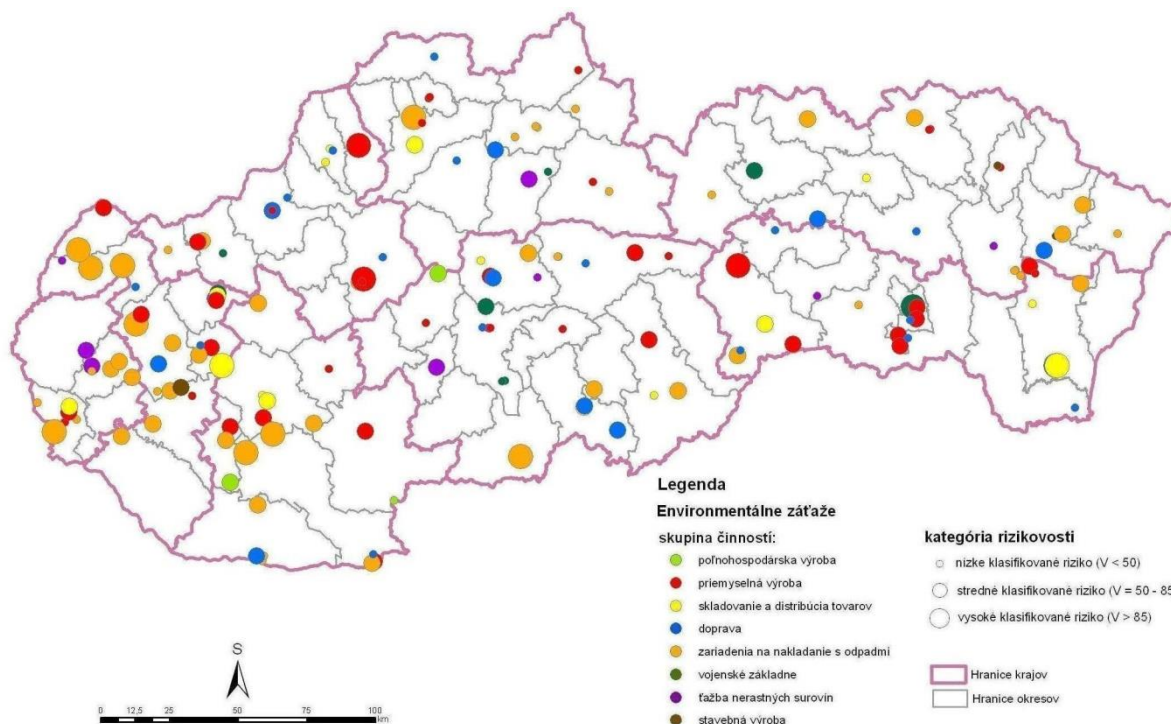 Legenda
Environmentálne záťaže
skupina činností:
poľnohospódárska výroba
priemyselná výroba
skladovanie a distribúcia tovarov
doprava
zariadenia na nakladanie s odpadmi
vojenské základne
ťažba nerastných surovín
stavebná výroba
kategória rizikovosti
nízke klasifikované riziko (V < 50)
stredné klasifikované riziko (V = 50 - 85
vysoké klasifikované riziko (V > 85)
Hranice krajov
Hranice okresov
S
0 12,5 25 50 75 100
km